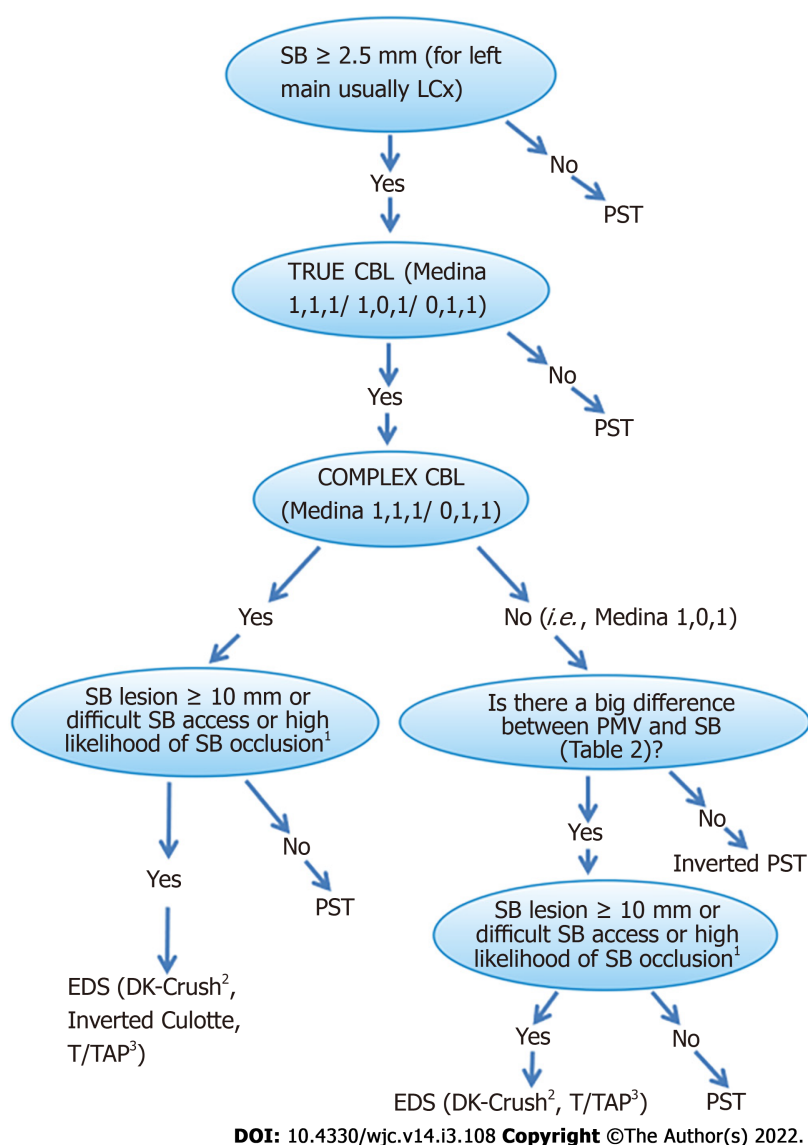 SB ≥ 2.5 mm (for left
main usually LCx)
No
Yes
PST
TRUE CBL (Medina
1,1,1/ 1,0,1/ 0,1,1)
No
Yes
PST
COMPLEX CBL
(Medina 1,1,1/ 0,1,1)
Yes
No (i.e., Medina 1,0,1)
SB lesion ≥ 10 mm or
difficult SB access or high
likelihood of SB occlusion¹
Is there a big difference
between PMV and SB
(Table 2)?
No
Yes
PST
EDS (DK-Crush²,
Inverted Culotte,
T/TAP³)
No
Yes
Inverted PST
SB lesion ≥ 10 mm or
difficult SB access or high
likelihood of SB occlusion¹
Yes
No
EDS (DK-Crush², T/TAP³)
PST
DOI: 10.4330/wjc.v14.i3.108 Copyright ©The Author(s) 2022.